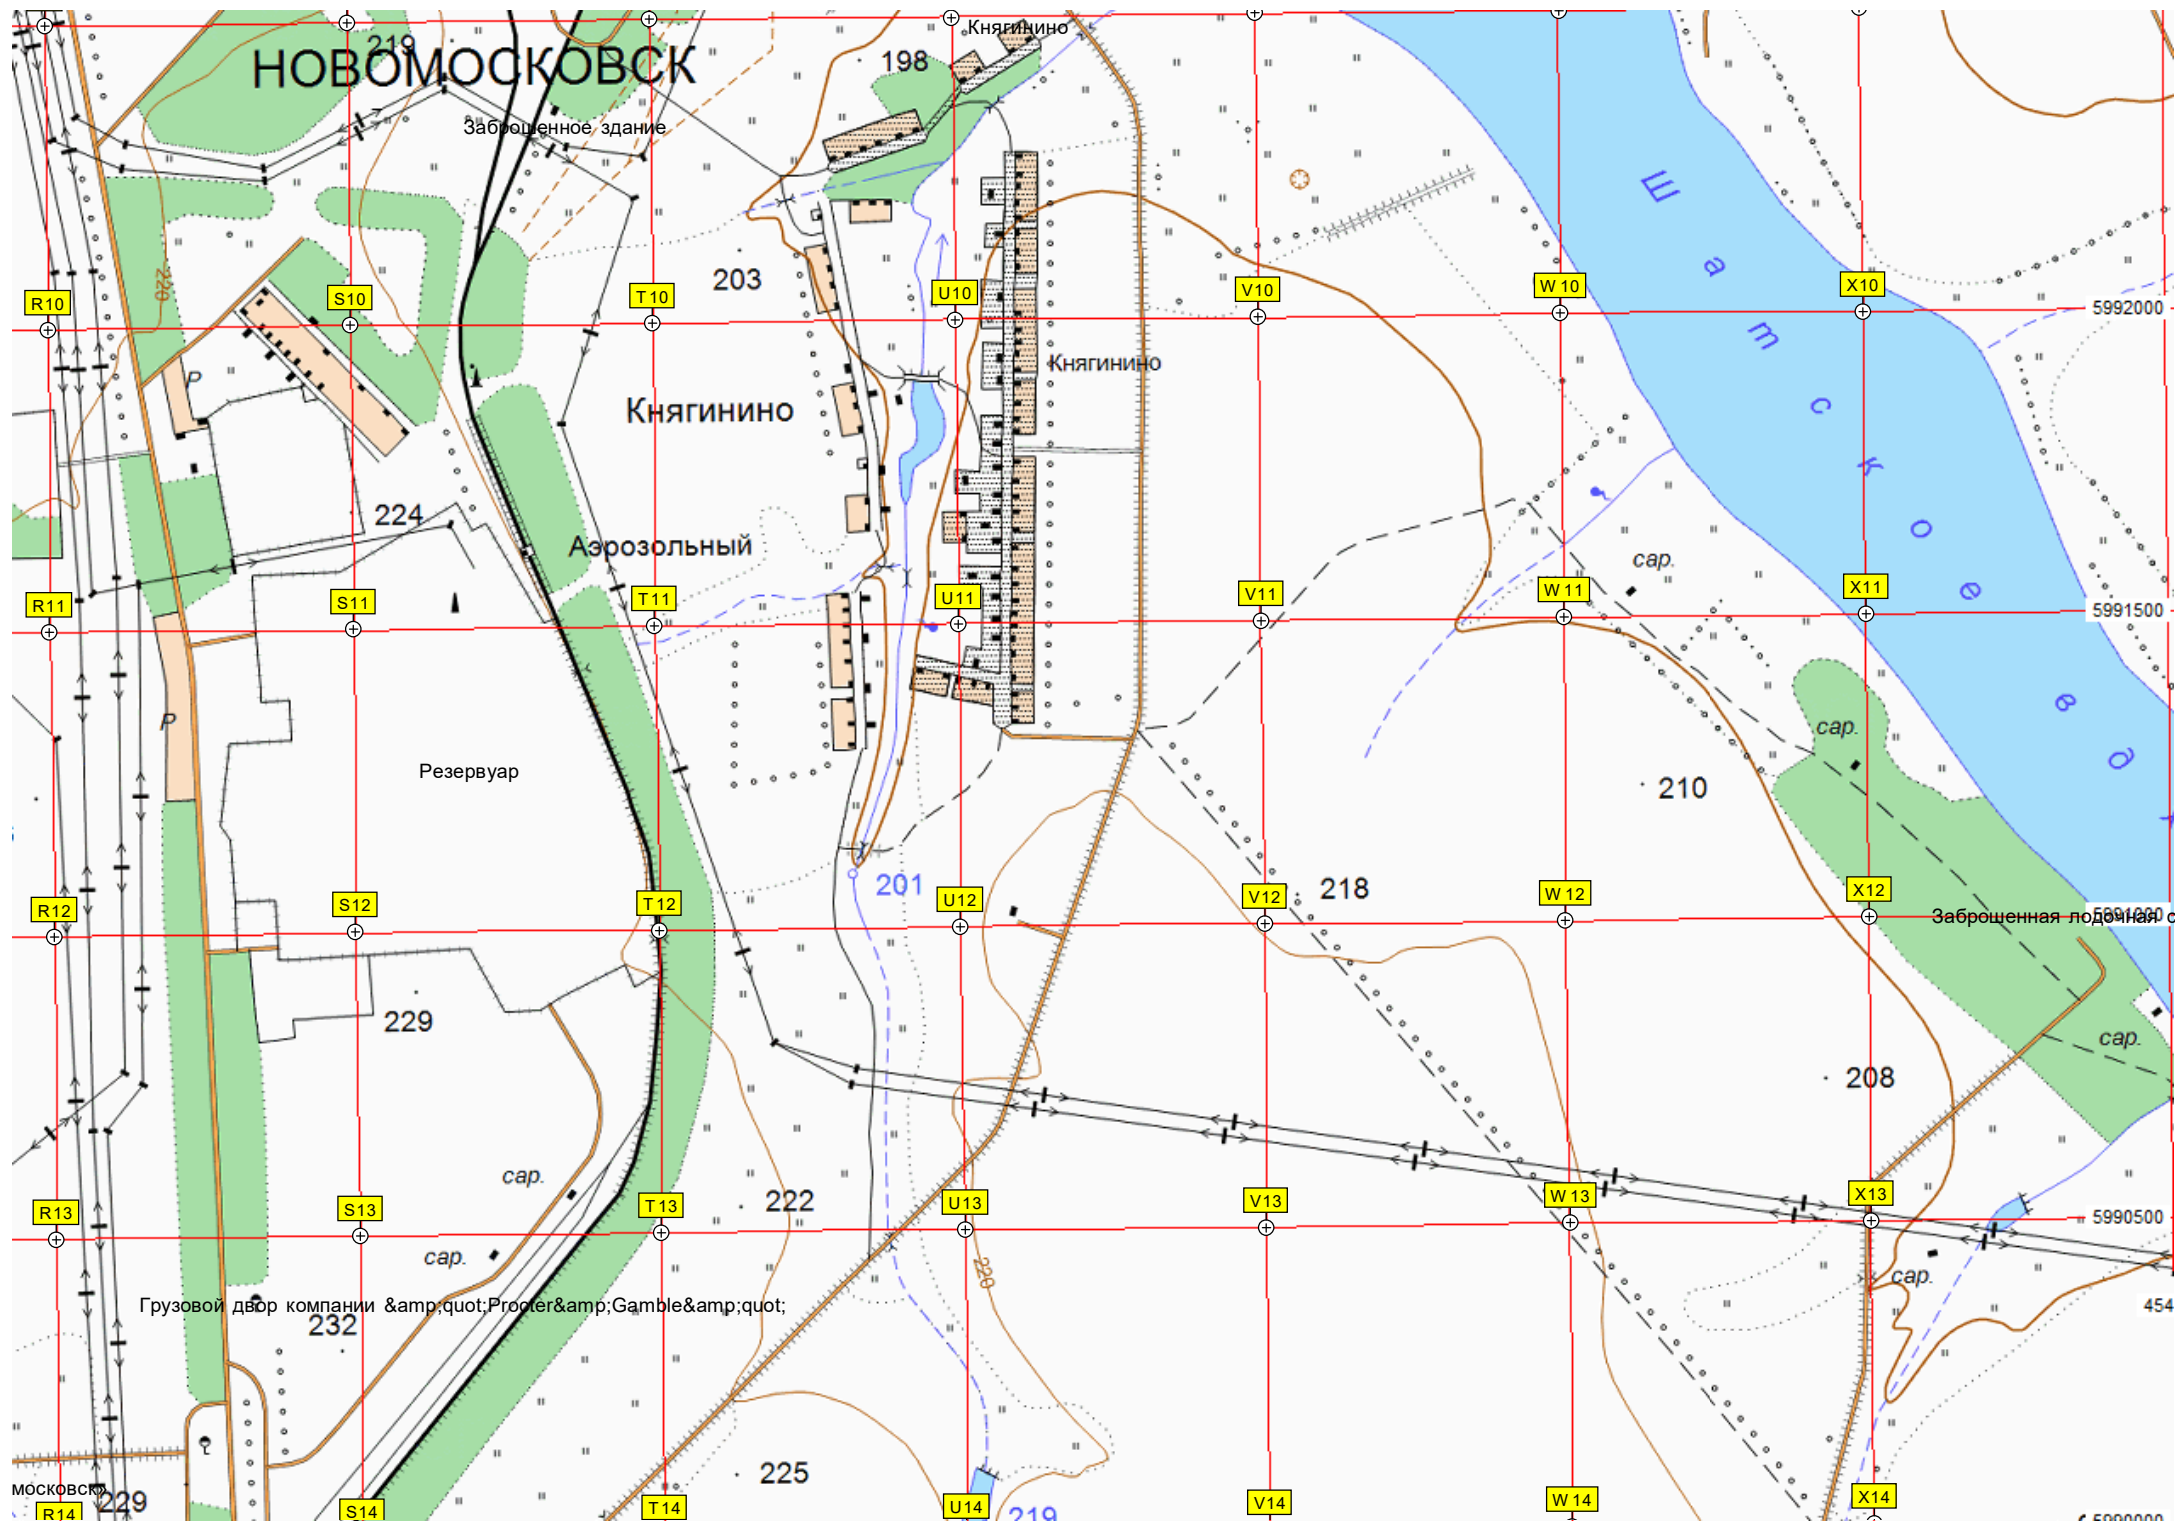 Княгинино
219
НОВОМОСКОВСК
198
Заброшенное здание
Ш а т с к о е в д
220
203
R10 S10 T10 U10 V10 W10 X10
5992000
Р
Княгинино
Княгинино
224
Аэрозольный
сар.
R11 S11 T11 U11 V11 W11 X11
5991500
Р
сар.
Резервуар
210
201
218
R12 S12 T12 U12 V12 W12 X12
Заброшенная лодочная с
5991000
229
сар.
208
сар.
222
R13 S13 T13 U13 V13 W13 X13
5990500
сар.
220
сар.
Грузовой двор компании &amp;quot;Procter&amp;Gamble&amp;quot;
454
232
225
московск»
229
R14 S14 T14 U14 V14 W14 X14
219